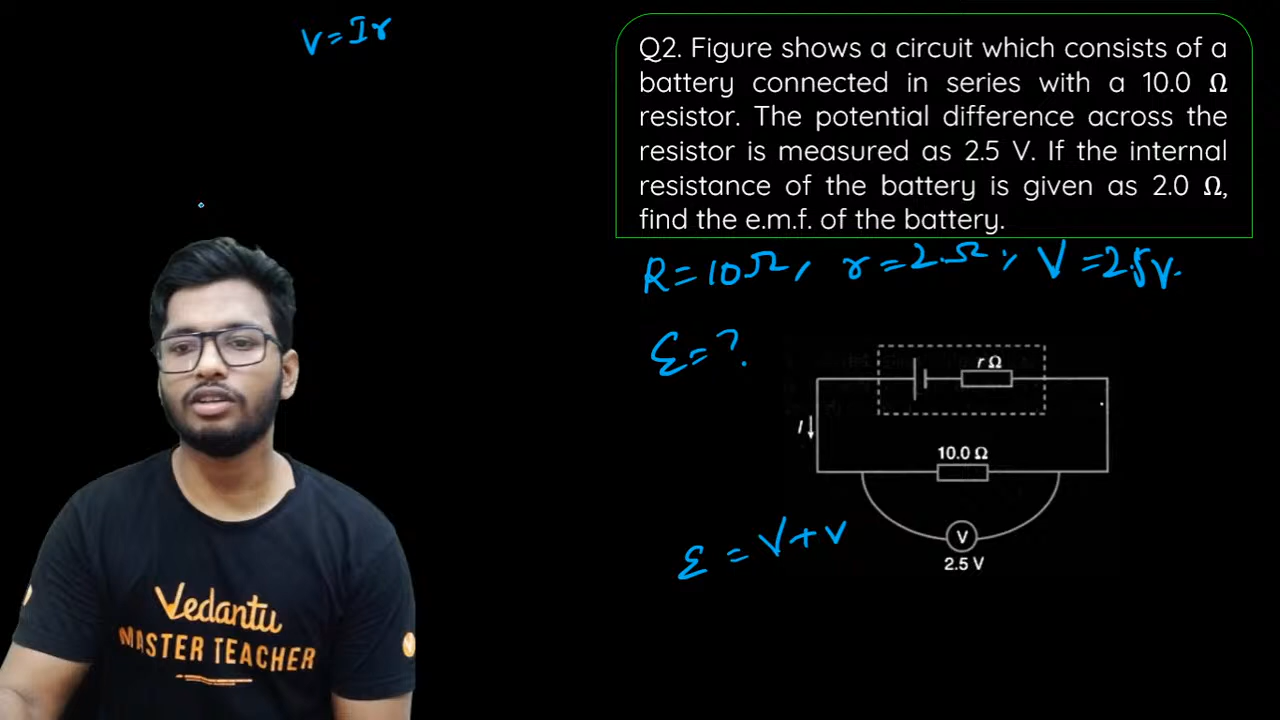 V = Ir
Q2. Figure shows a circuit which consists of a
battery connected in series with a 10.0 Ω
resistor. The potential difference across the
resistor is measured as 2.5 V. If the internal
resistance of the battery is given as 2.0 Ω,
find the e.m.f. of the battery.
R = 10Ω, r = 2Ω, V = 2.5V.
Ɛ = ?
r Ω
I
10.0 Ω
V
2.5 V
Ɛ = V + v
Vedantu
MASTER TEACHER